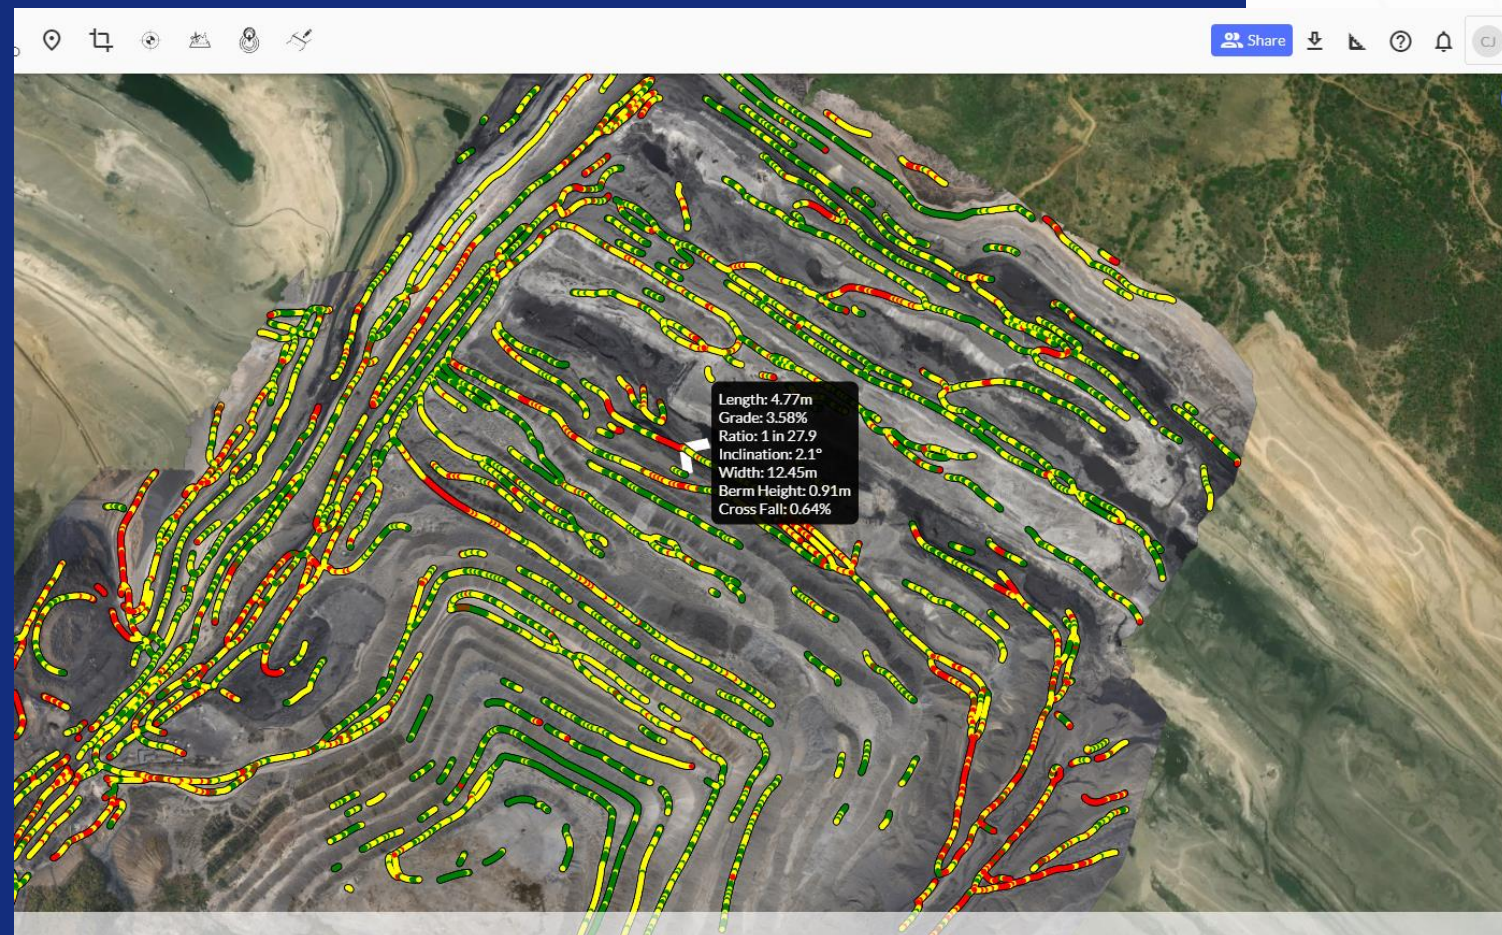 Share
CJ
Length: 4.77m
Grade: 3.58%
Ratio: 1 in 27.9
Inclination: 2.1°
Width: 12.45m
Berm Height: 0.91m
Cross Fall: 0.64%